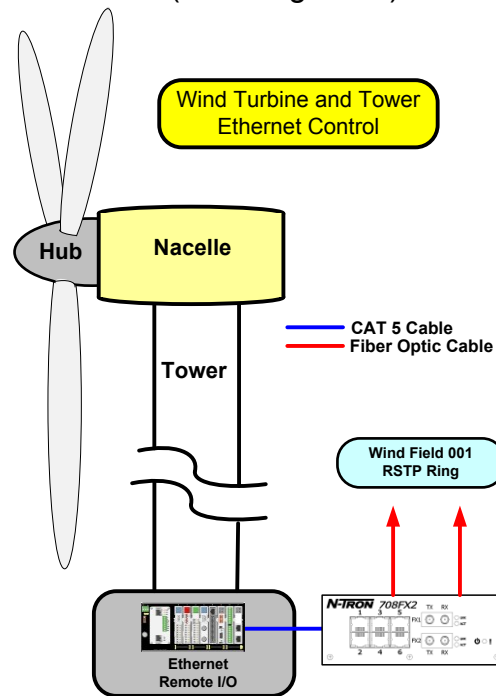 Wind Turbine and Tower
Ethernet Control
Hub
Nacelle
CAT 5 Cable
Fiber Optic Cable
Tower
Wind Field 001
RSTP Ring
N-TRON 708FX2
1 3 5
TX RX
FX1
FX2
2 4 6
TX RX
Ethernet
Remote I/O